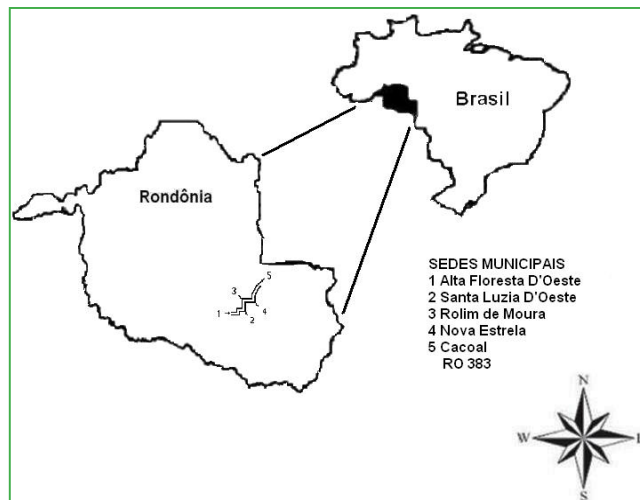 Brasil
Rondônia
SEDES MUNICIPAIS
1 Alta Floresta D'Oeste
2 Santa Luzia D'Oeste
3 Rolim de Moura
4 Nova Estrela
5 Cacoal
RO 383
5
3
4
1
2
N
W
S